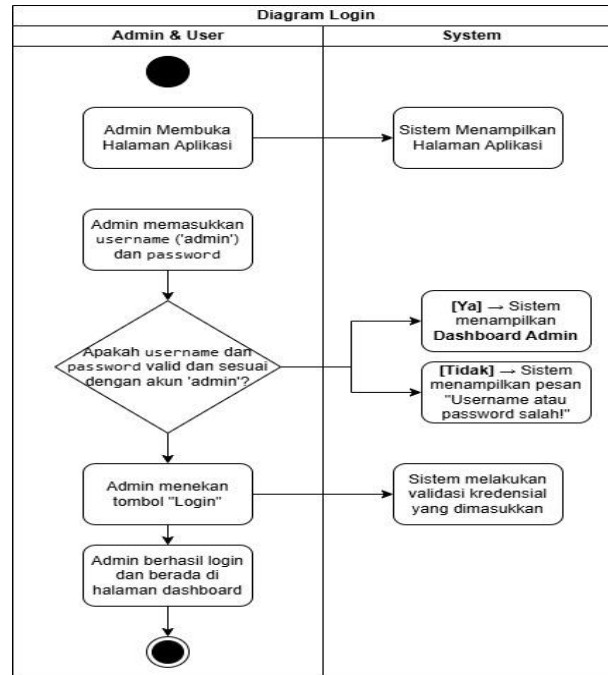 Diagram Login
Admin & User
System
Admin Membuka
Halaman Aplikasi
Sistem Menampilkan
Halaman Aplikasi
Admin memasukkan
username ('admin')
dan password
Apakah username dan
password valid dan sesuai
dengan akun 'admin'?
[Ya] → Sistem
menampilkan
Dashboard Admin
[Tidak] → Sistem
menampilkan pesan
"Username atau
password salah!"
Admin menekan
tombol "Login"
Sistem melakukan
validasi kredensial
yang dimasukkan
Admin berhasil login
dan berada di
halaman dashboard